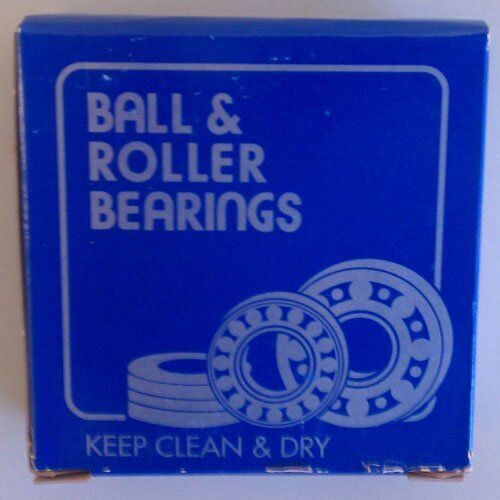 BALL &
ROLLER
BEARINGS
KEEP CLEAN & DRY